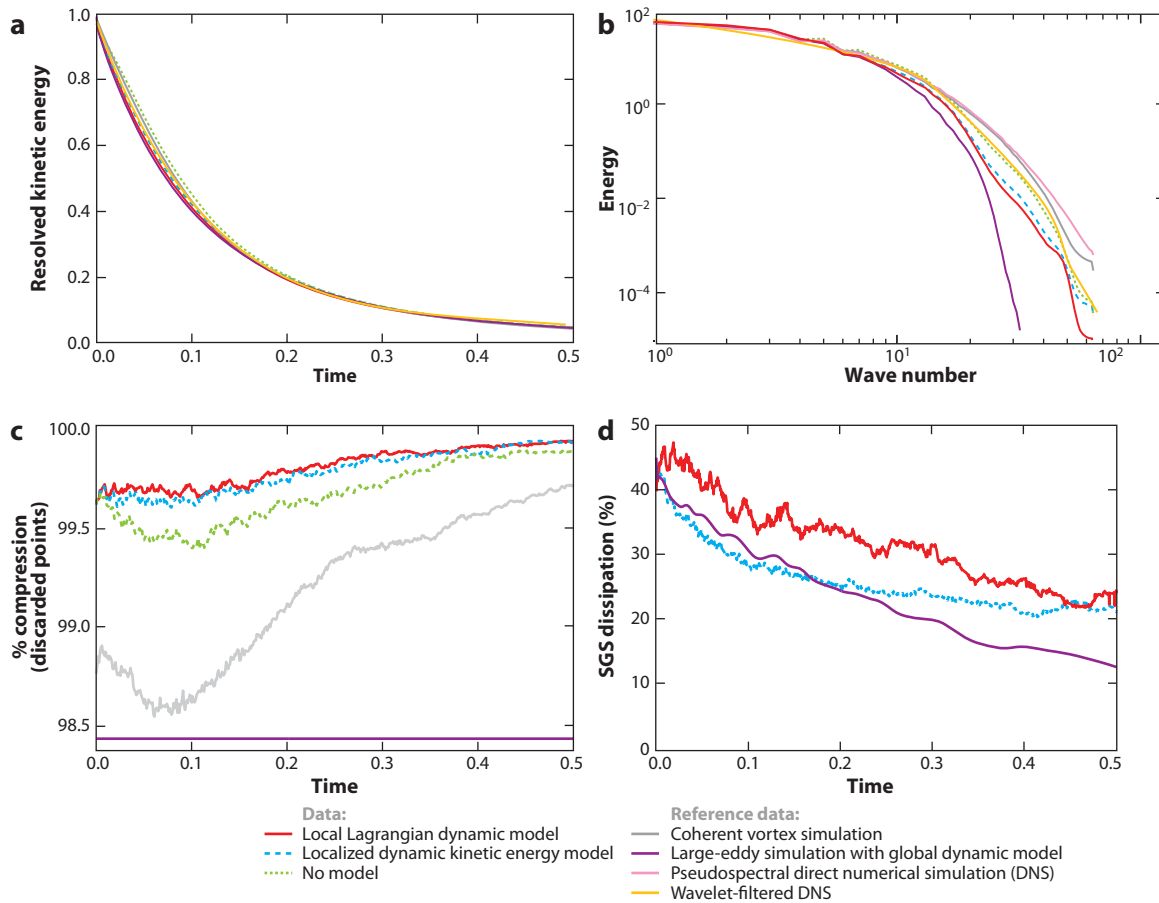 a
1.0
0.8
0.6
0.4
0.2
0.0
Resolved kinetic energy
0.0 0.1 0.2 0.3 0.4 0.5
Time
b
10^2
10^0
10^-2
10^-4
Energy
10^0 10^1 10^2
Wave number
c
100.0
99.5
99.0
98.5
% compression
(discarded points)
0.0 0.1 0.2 0.3 0.4 0.5
Time
d
50
40
30
20
10
0
SGS dissipation (%)
0.0 0.1 0.2 0.3 0.4 0.5
Time
Data:
Local Lagrangian dynamic model
Localized dynamic kinetic energy model
No model
Reference data:
Coherent vortex simulation
Large-eddy simulation with global dynamic model
Pseudospectral direct numerical simulation (DNS)
Wavelet-filtered DNS